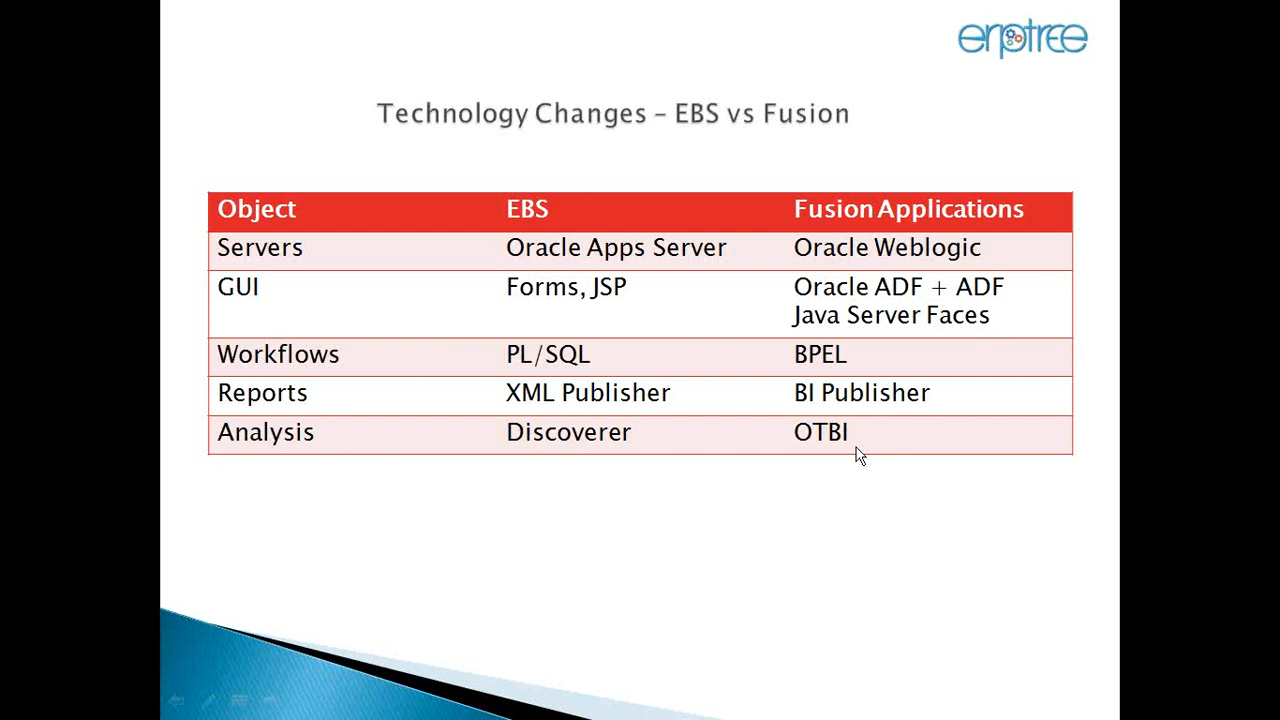 erptree
Technology Changes – EBS vs Fusion
Object EBS Fusion Applications
Servers Oracle Apps Server Oracle Weblogic
GUI Forms, JSP Oracle ADF + ADF
Java Server Faces
Workflows PL/SQL BPEL
Reports XML Publisher BI Publisher
Analysis Discoverer OTBI